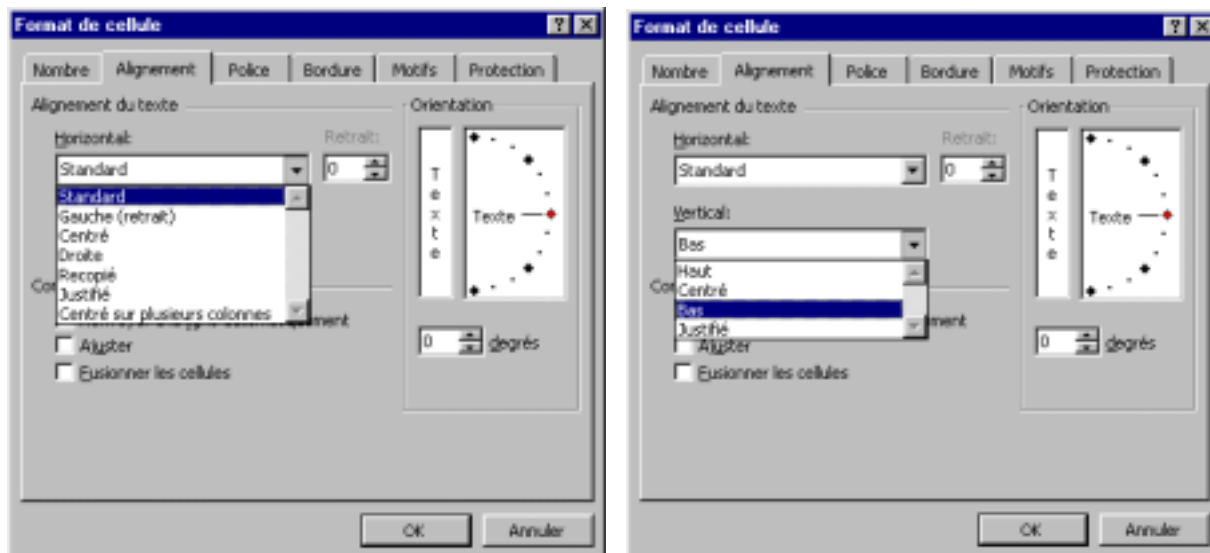 Format de cellule
Nombre Alignement Police Bordure Motifs Protection
Alignement du texte
Orientation
Horizontal:
Retrait:
Standard
0
Standard
Gauche (retrait)
Centré
Droite
Recopié
Justifié
Centré sur plusieurs colonnes
Ajuster
Fusionner les cellules
Texte
Texte
0 degrés
OK Annuler
Format de cellule
Nombre Alignement Police Bordure Motifs Protection
Alignement du texte
Orientation
Horizontal:
Retrait:
Standard
0
Vertical:
Bas
Haut
Centré
Bas
Justifié
Ajuster
Fusionner les cellules
Texte
Texte
0 degrés
OK Annuler